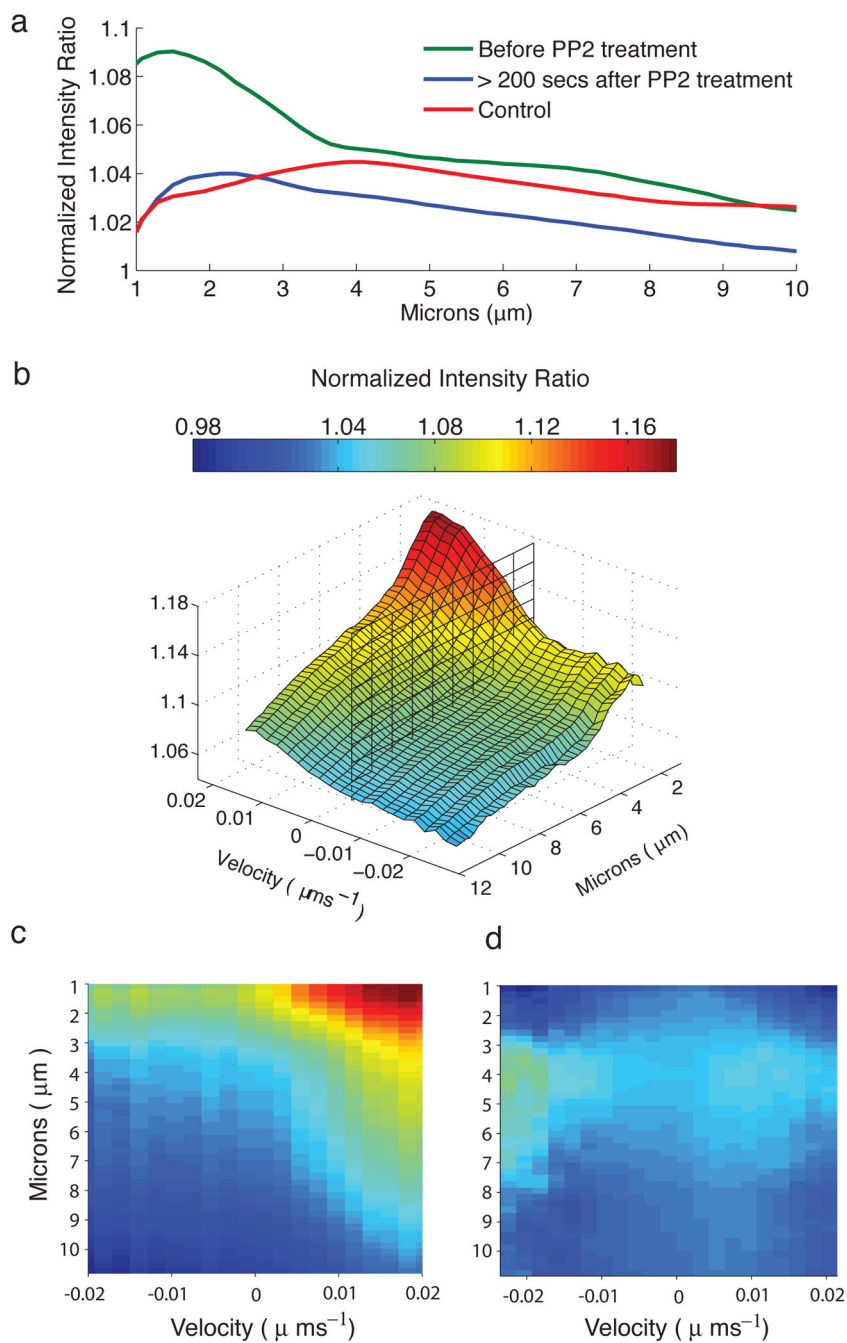 a
Normalized Intensity Ratio
1.1
1.08
1.06
1.04
1.02
1
Before PP2 treatment
> 200 secs after PP2 treatment
Control
1 2 3 4 5 6 7 8 9 10
Microns (μm)
b
Normalized Intensity Ratio
0.98 1.04 1.08 1.12 1.16
1.18
1.14
1.1
1.06
0.02 0.01 0 −0.01 −0.02
Velocity ( μms⁻¹)
12 10 8 6 4 2
Microns ( μm)
c
Microns ( μm)
1
2
3
4
5
6
7
8
9
10
-0.02 -0.01 0 0.01 0.02
Velocity ( μ ms⁻¹)
d
1
2
3
4
5
6
7
8
9
10
-0.02 -0.01 0 0.01 0.02
Velocity ( μ ms⁻¹)